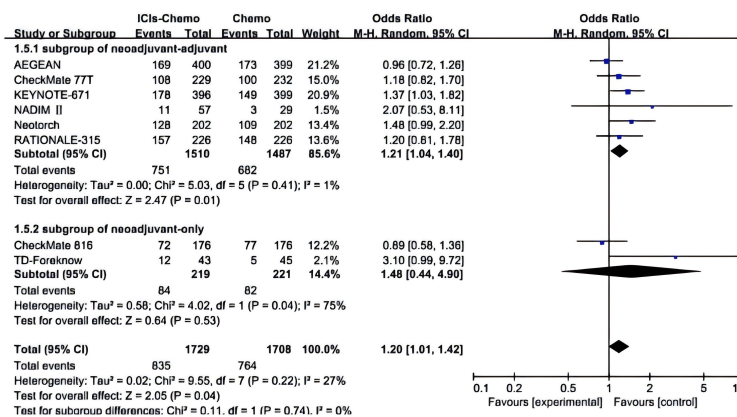 ICIs-Chemo Chemo Odds Ratio Odds Ratio
Study or Subgroup Events Total Events Total Weight M-H, Random, 95% CI M-H, Random, 95% CI
1.5.1 subgroup of neoadjuvant-adjuvant
AEGEAN 169 400 173 399 21.2% 0.96 [0.72, 1.26]
CheckMate 77T 108 229 100 232 15.0% 1.18 [0.82, 1.70]
KEYNOTE-671 178 396 149 399 20.9% 1.37 [1.03, 1.82]
NADIM II 11 57 3 29 1.5% 2.07 [0.53, 8.11]
Neotorch 128 202 109 202 13.4% 1.48 [0.99, 2.20]
RATIONALE-315 157 226 148 226 13.6% 1.20 [0.81, 1.78]
Subtotal (95% CI) 1510 1487 85.6% 1.21 [1.04, 1.40]
Total events 751 682
Heterogeneity: Tau² = 0.00; Chi² = 5.03, df = 5 (P = 0.41); I² = 1%
Test for overall effect: Z = 2.47 (P = 0.01)
1.5.2 subgroup of neoadjuvant-only
CheckMate 816 72 176 77 176 12.2% 0.89 [0.58, 1.36]
TD-Foreknow 12 43 5 45 2.1% 3.10 [0.99, 9.72]
Subtotal (95% CI) 219 221 14.4% 1.48 [0.44, 4.90]
Total events 84 82
Heterogeneity: Tau² = 0.58; Chi² = 4.02, df = 1 (P = 0.04); I² = 75%
Test for overall effect: Z = 0.64 (P = 0.53)
Total (95% CI) 1729 1708 100.0% 1.20 [1.01, 1.42]
Total events 835 764
Heterogeneity: Tau² = 0.02; Chi² = 9.55, df = 7 (P = 0.22); I² = 27%
Test for overall effect: Z = 2.05 (P = 0.04)
Test for subgroup differences: Chi² = 0.11, df = 1 (P = 0.74), I² = 0%
0.1 0.2 0.5 1 2 5
Favours [experimental] Favours [control]